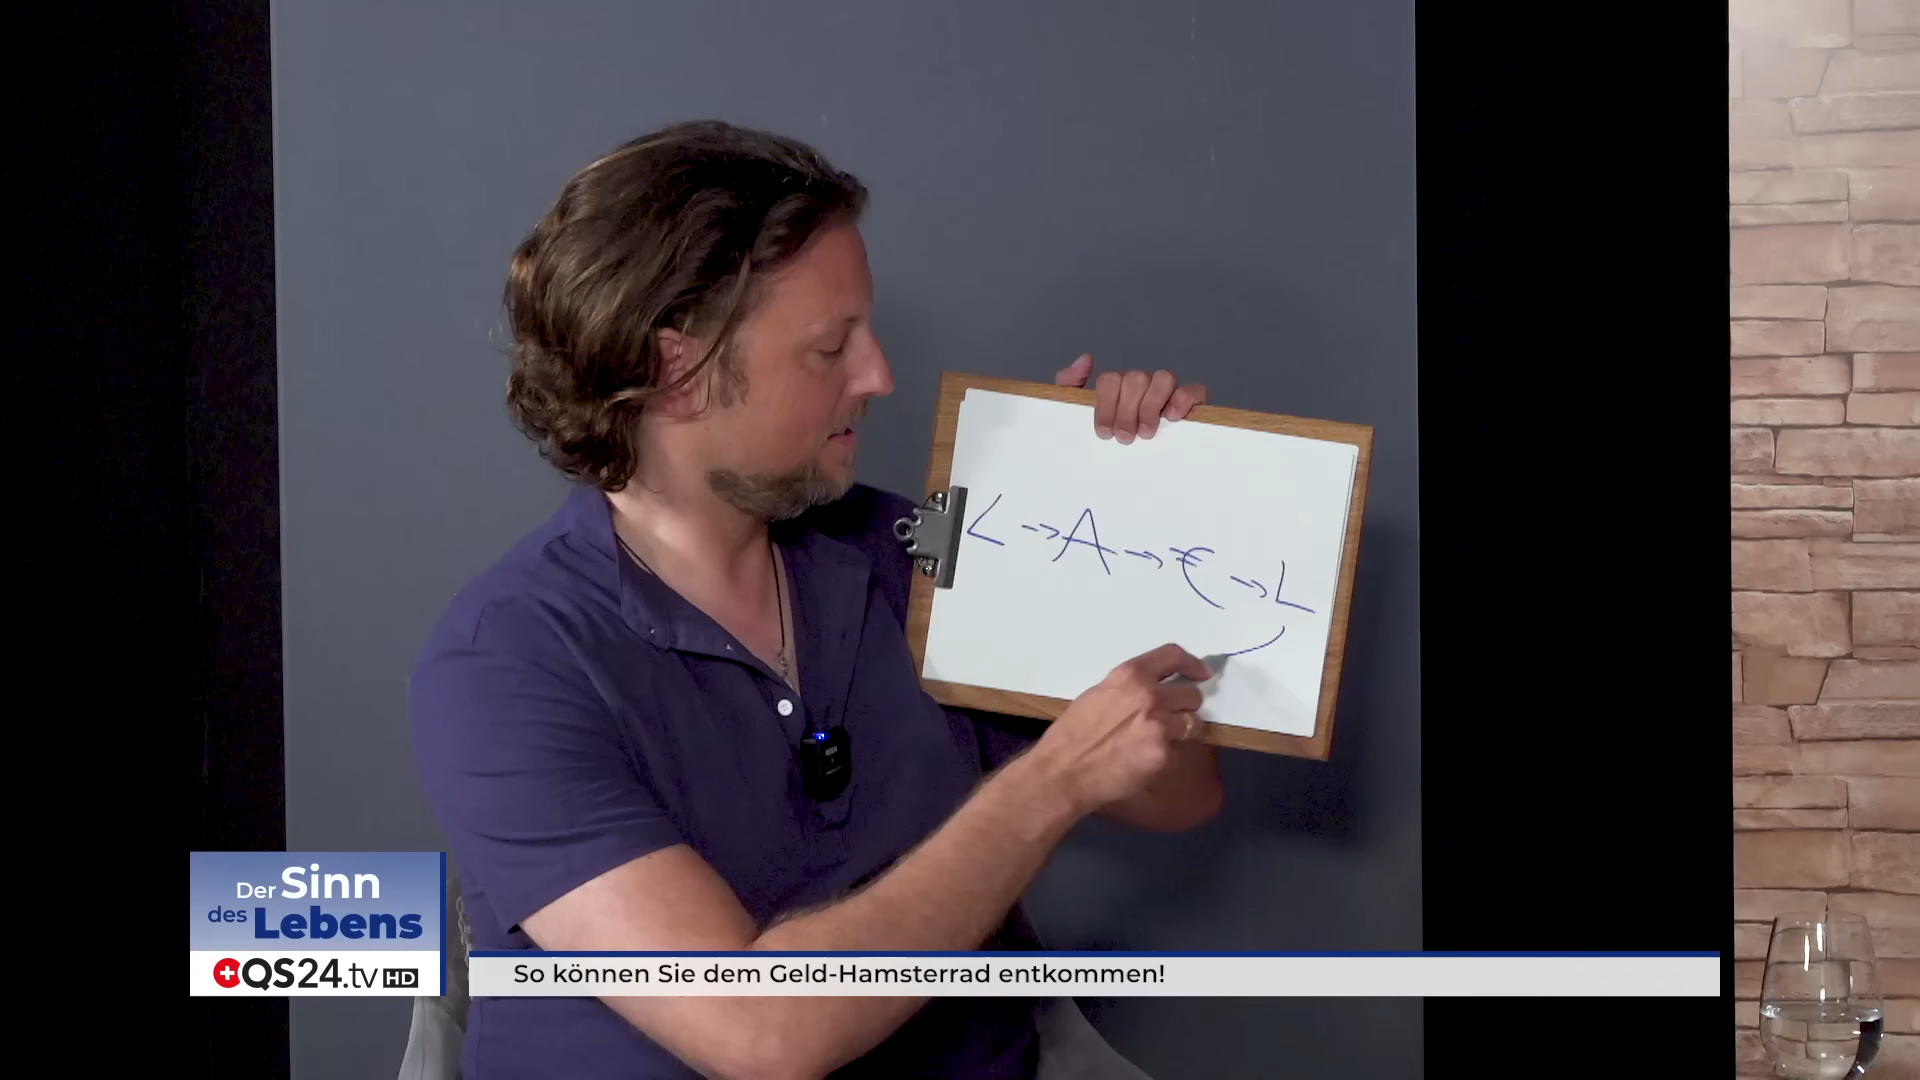 L → A → € → L
Der Sinn
des Lebens
QS24.tv HD
So können Sie dem Geld-Hamsterrad entkommen!